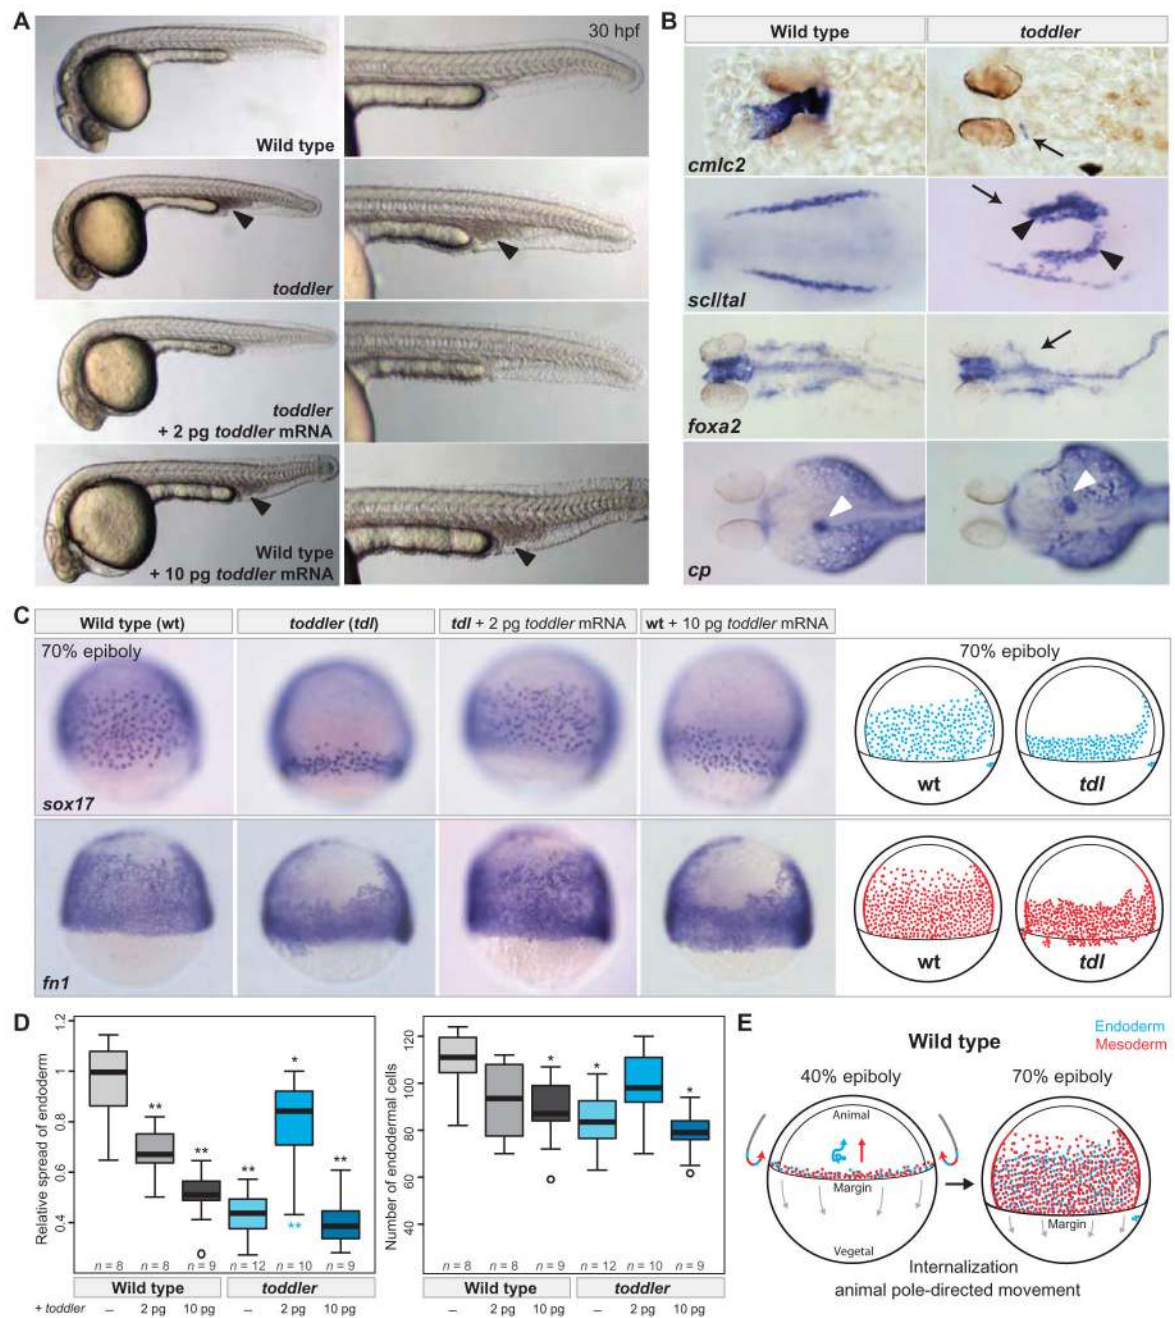 A
30 hpf
Wild type
toddler
toddler
+ 2 pg toddler mRNA
Wild type
+ 10 pg toddler mRNA
B
Wild type
toddler
cmlc2
scl/tal
foxa2
cp
C
Wild type (wt)
toddler (tdl)
tdl + 2 pg toddler mRNA
wt + 10 pg toddler mRNA
70% epiboly
70% epiboly
sox17
wt
tdl
fn1
wt
tdl
D
Relative spread of endoderm
1.2
1
0.8
0.6
0.4
**
**
**
*
**
**
n = 8
n = 8
n = 9
n = 12
n = 10
n = 9
Wild type
toddler
+ toddler
–
2 pg
10 pg
–
2 pg
10 pg
Number of endodermal cells
120
100
80
60
40
*
*
*
n = 8
n = 8
n = 9
n = 12
n = 10
n = 9
Wild type
toddler
–
2 pg
10 pg
–
2 pg
10 pg
E
Wild type
Endoderm
Mesoderm
40% epiboly
70% epiboly
Animal
Margin
Vegetal
Margin
Internalization
animal pole-directed movement